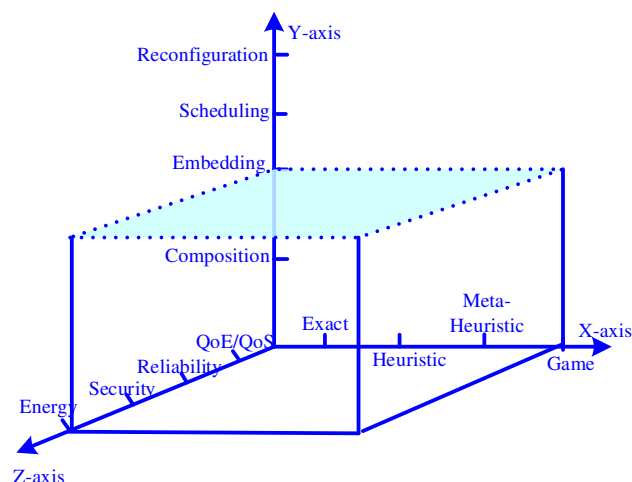 Y-axis
Reconfiguration
Scheduling
Embedding
Composition
Meta-
Heuristic
Exact
X-axis
QoE/QoS
Heuristic
Game
Reliability
Security
Energy
Z-axis